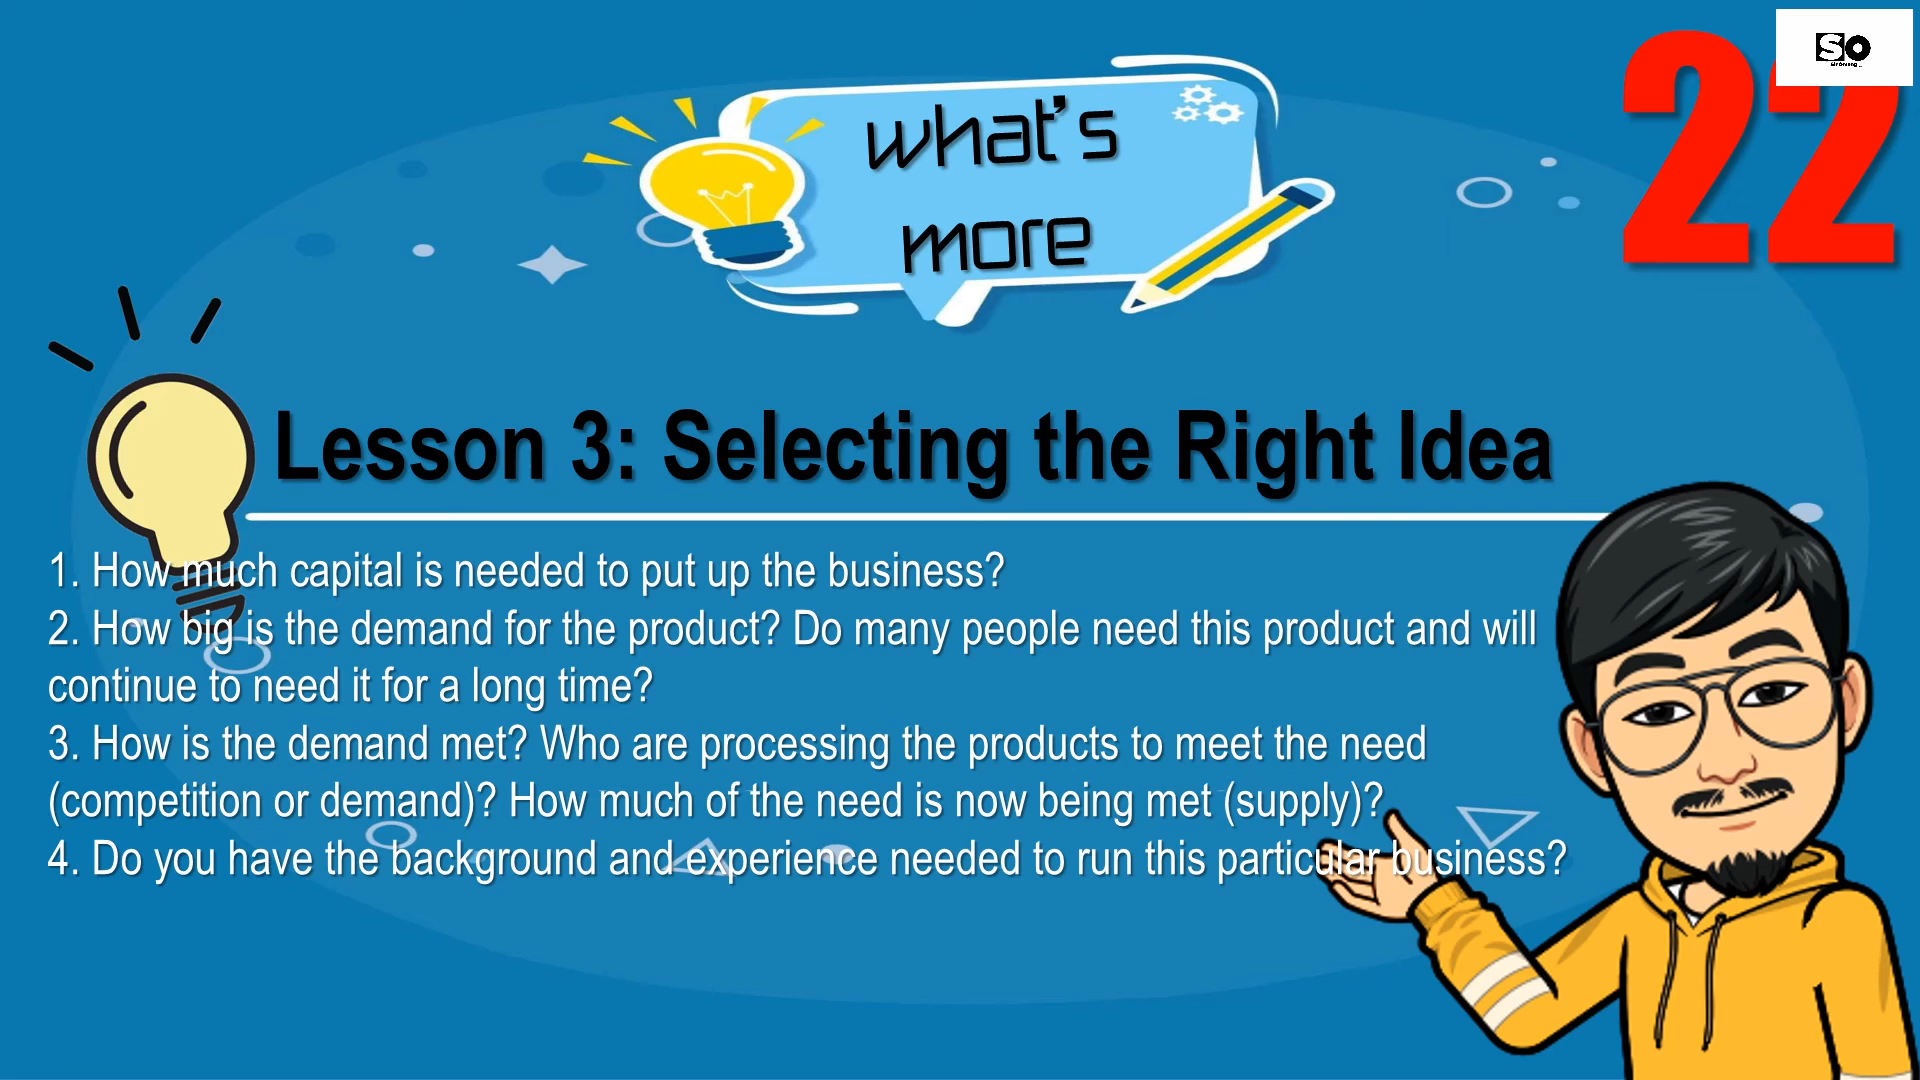 what's
more
22
SO
Lesson 3: Selecting the Right Idea
1. How much capital is needed to put up the business?
2. How big is the demand for the product? Do many people need this product and will
continue to need it for a long time?
3. How is the demand met? Who are processing the products to meet the need
(competition or demand)? How much of the need is now being met (supply)?
4. Do you have the background and experience needed to run this particular business?